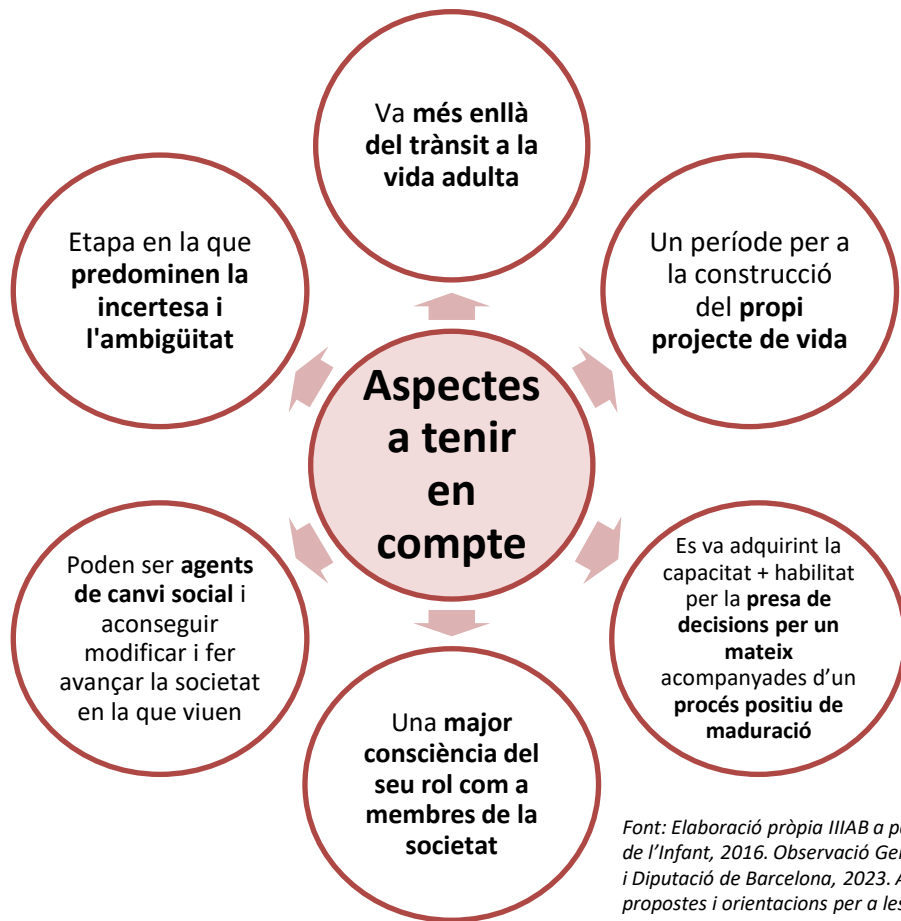 Va més enllà
del trànsit a la
vida adulta
Un període per a
la construcció
del propi
projecte de vida
Es va adquirint la
capacitat + habilitat
per la presa de
decisions per un
mateix
acompanyades d’un
procés positiu de
maduració
Una major
consciència del
seu rol com a
membres de la
societat
Poden ser agents
de canvi social i
aconseguir
modificar i fer
avançar la societat
en la que viuen
Etapa en la que
predominen la
incertesa i
l'ambigüitat
Aspectes
a tenir
en
compte
Font: Elaboració pròpia IIIAB a
de l’Infant, 2016. Observació
i Diputació de Barcelona, 2023.
propostes i orientacions per a les